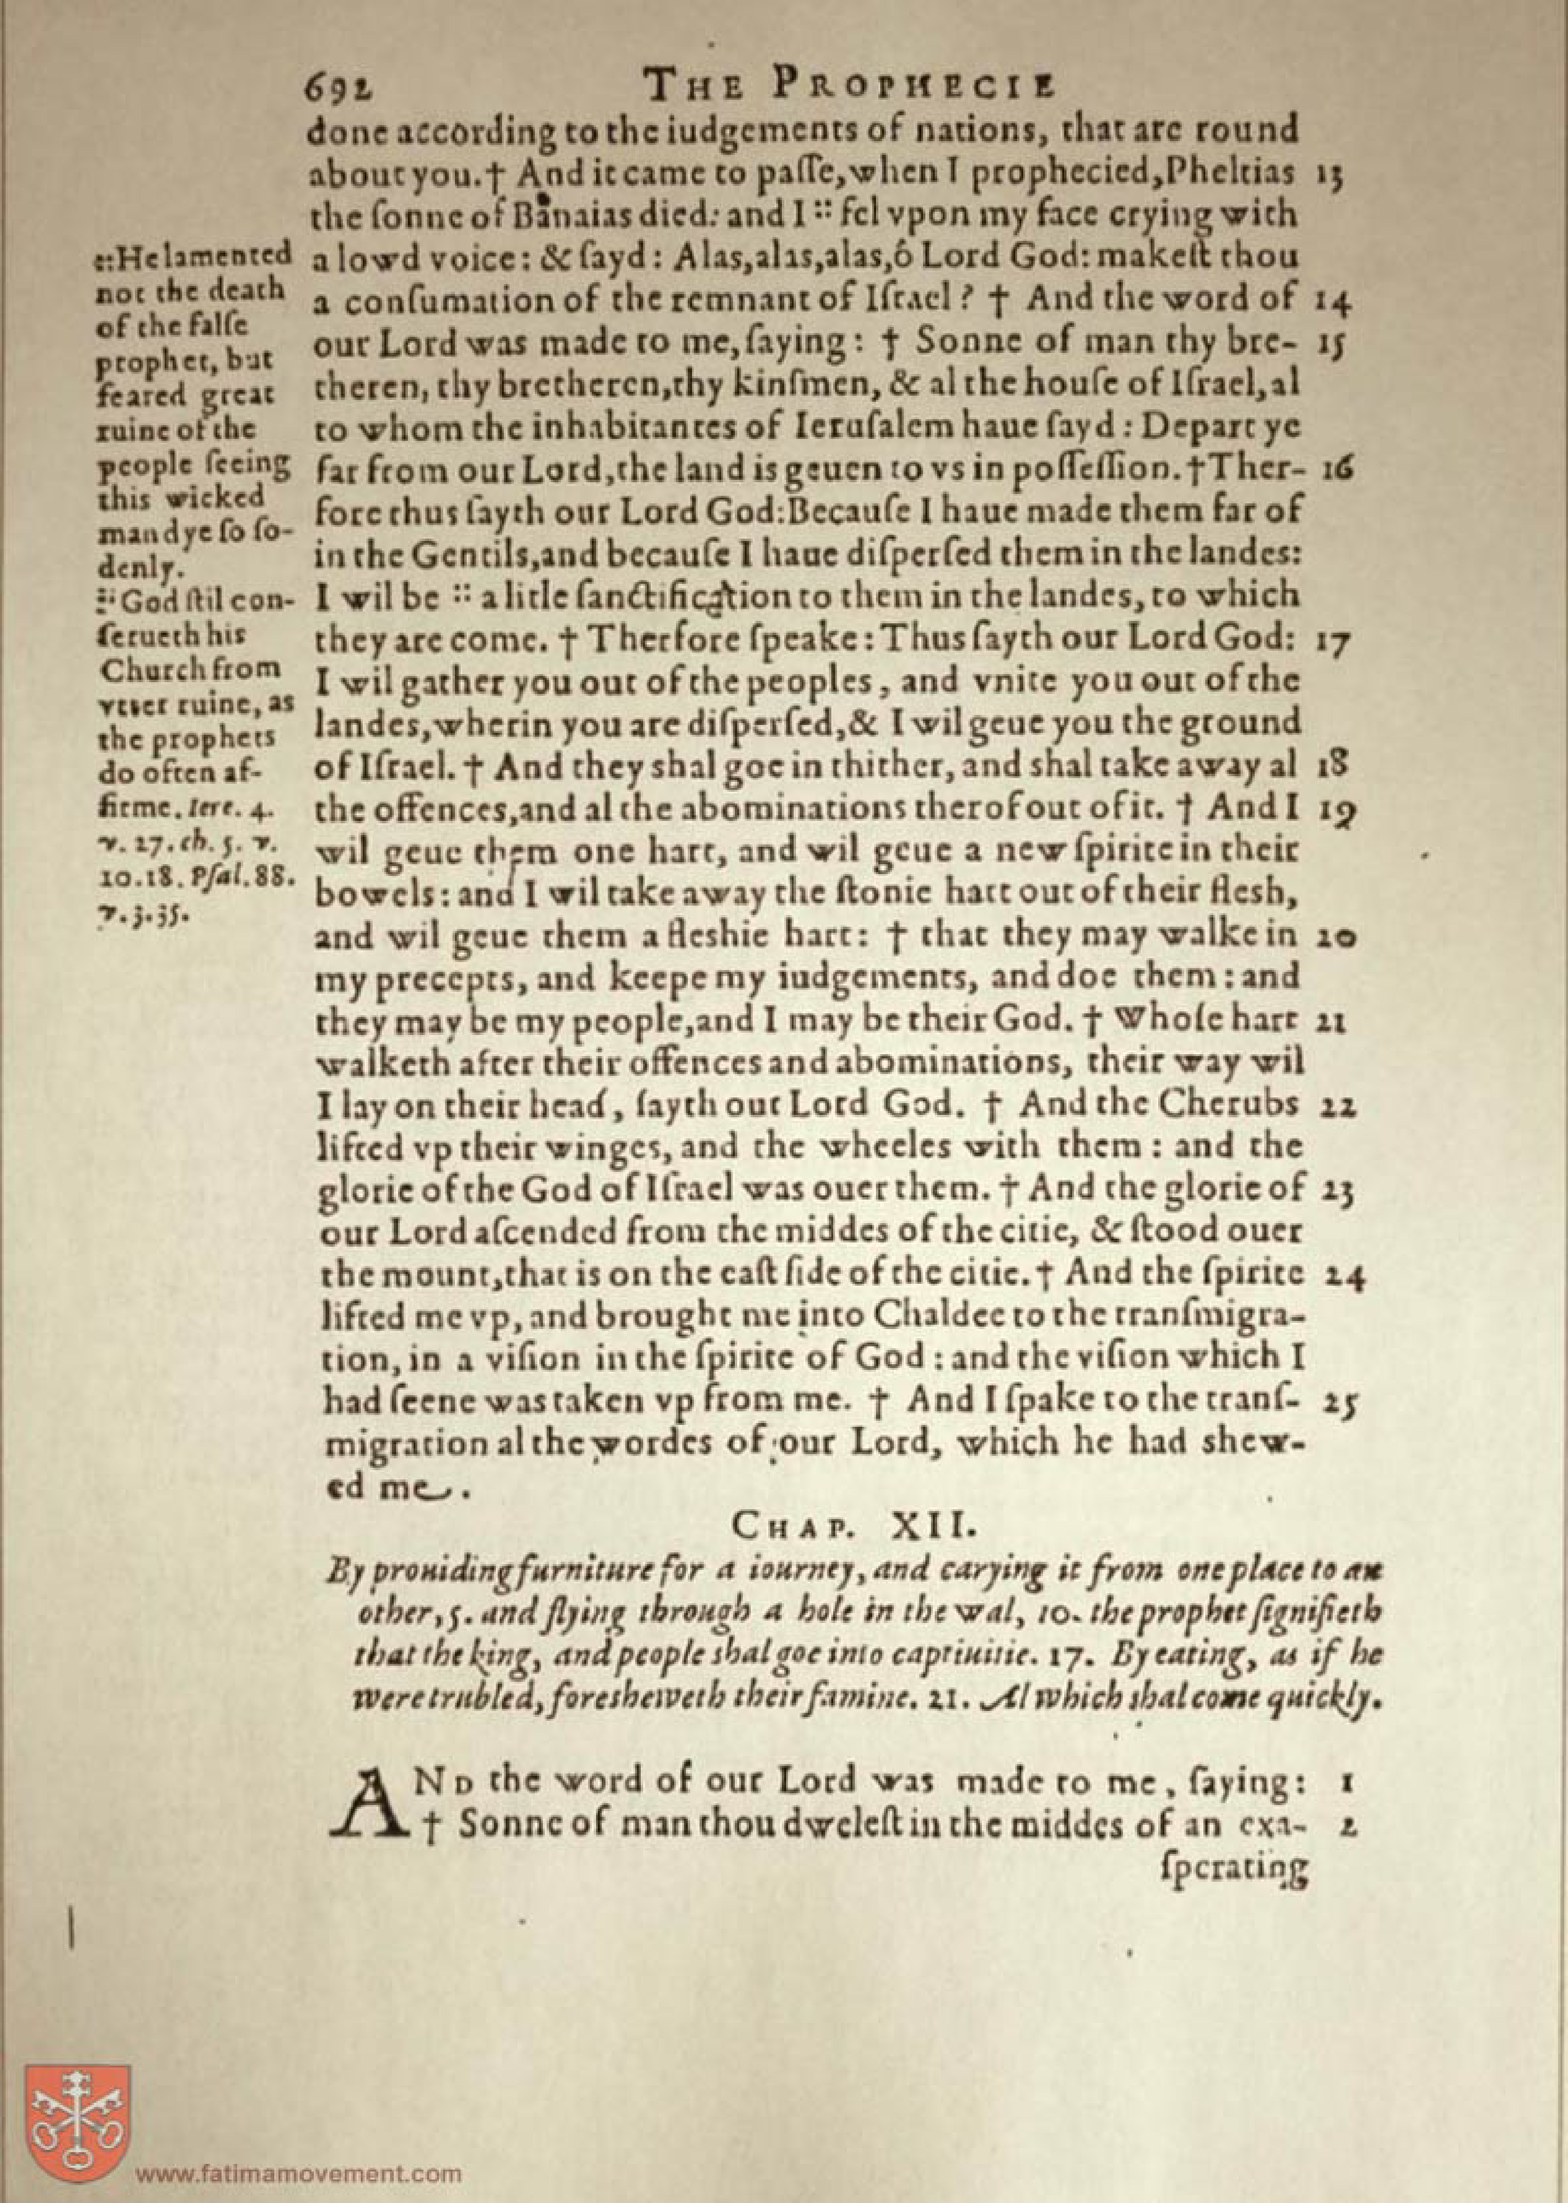 692 THE PROPHECIE
done according to the iudgements of nations, that are round
about you. † And it came to paſſe, when I prophecied, Pheltias 13
the ſonne of Banaias died: and I :: fel vpon my face crying with
a lowd voice: & ſayd: Alas, alas, alas, ô Lord God: makeſt thou
a conſumation of the remnant of Iſrael? † And the word of 14
our Lord was made to me, ſaying: † Sonne of man thy bre- 15
theren, thy bretheren, thy kinſmen, & al the houſe of Iſrael, al
to whom the inhabitantes of Ieruſalem haue ſayd: Depart ye
far from our Lord, the land is geuen to vs in poſſeſſion. † Ther- 16
fore thus ſayth our Lord God: Becauſe I haue made them far of
in the Gentils, and becauſe I haue diſperſed them in the landes:
I wil be :: a litle ſanctification to them in the landes, to which
they are come. † Therfore ſpeake: Thus ſayth our Lord God: 17
I wil gather you out of the peoples, and vnite you out of the
landes, wherin you are diſperſed, & I wil geue you the ground
of Iſrael. † And they shal goe in thither, and shal take away al 18
the offences, and al the abominations therof out of it. † And I 19
wil geue them one hart, and wil geue a new ſpirite in their
bowels: and I wil take away the ſtonie hart out of their flesh,
and wil geue them a fleshie hart: † that they may walke in 20
my precepts, and keepe my iudgements, and doe them: and
they may be my people, and I may be their God. † Whoſe hart 21
walketh after their offences and abominations, their way wil
I lay on their head, ſayth our Lord God. † And the Cherubs 22
lifted vp their winges, and the wheeles with them: and the
glorie of the God of Iſrael was ouer them. † And the glorie of 23
our Lord aſcended from the middes of the citie, & ſtood ouer
the mount, that is on the eaſt ſide of the citie. † And the ſpirite 24
lifted me vp, and brought me into Chaldee to the tranſmigra-
tion, in a viſion in the ſpirite of God: and the viſion which I
had ſeene was taken vp from me. † And I ſpake to the tranſ- 25
migration al the wordes of our Lord, which he had shew-
ed me.
:: He lamented
not the death
of the falſe
prophet, but
feared great
ruine of the
people ſeeing
this wicked
man dye ſo ſo-
denly.
:: God ſtil con-
ſerueth his
Church from
vtter ruine, as
the prophets
do often af-
firme. Iere. 4.
v. 27. ch. 5. v.
10. 18. Pſal. 88.
v. 3. 35.
CHAP. XII.
By prouiding furniture for a iourney, and carying it from one place to an
other, 5. and flying through a hole in the wal, 10. the prophet ſignifieth
that the king, and people shal goe into captiuitie. 17. By eating, as if he
were trubled, foresheweth their famine. 21. Al which shal come quickly.
AND the word of our Lord was made to me, ſaying: 1
† Sonne of man thou dweleſt in the middes of an exa- 2
ſperating
www.fatimamovement.com